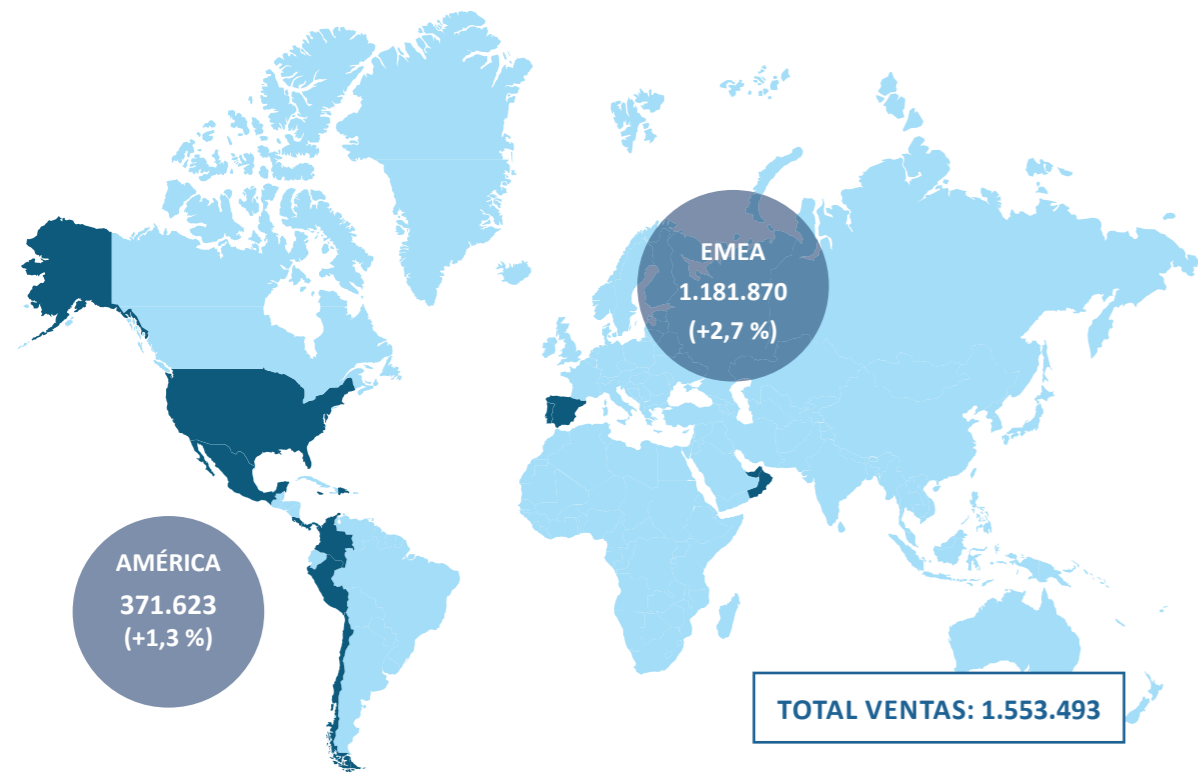 EMEA
1.181.870
(+2,7 %)
AMÉRICA
371.623
(+1,3 %)
TOTAL VENTAS: 1.553.493